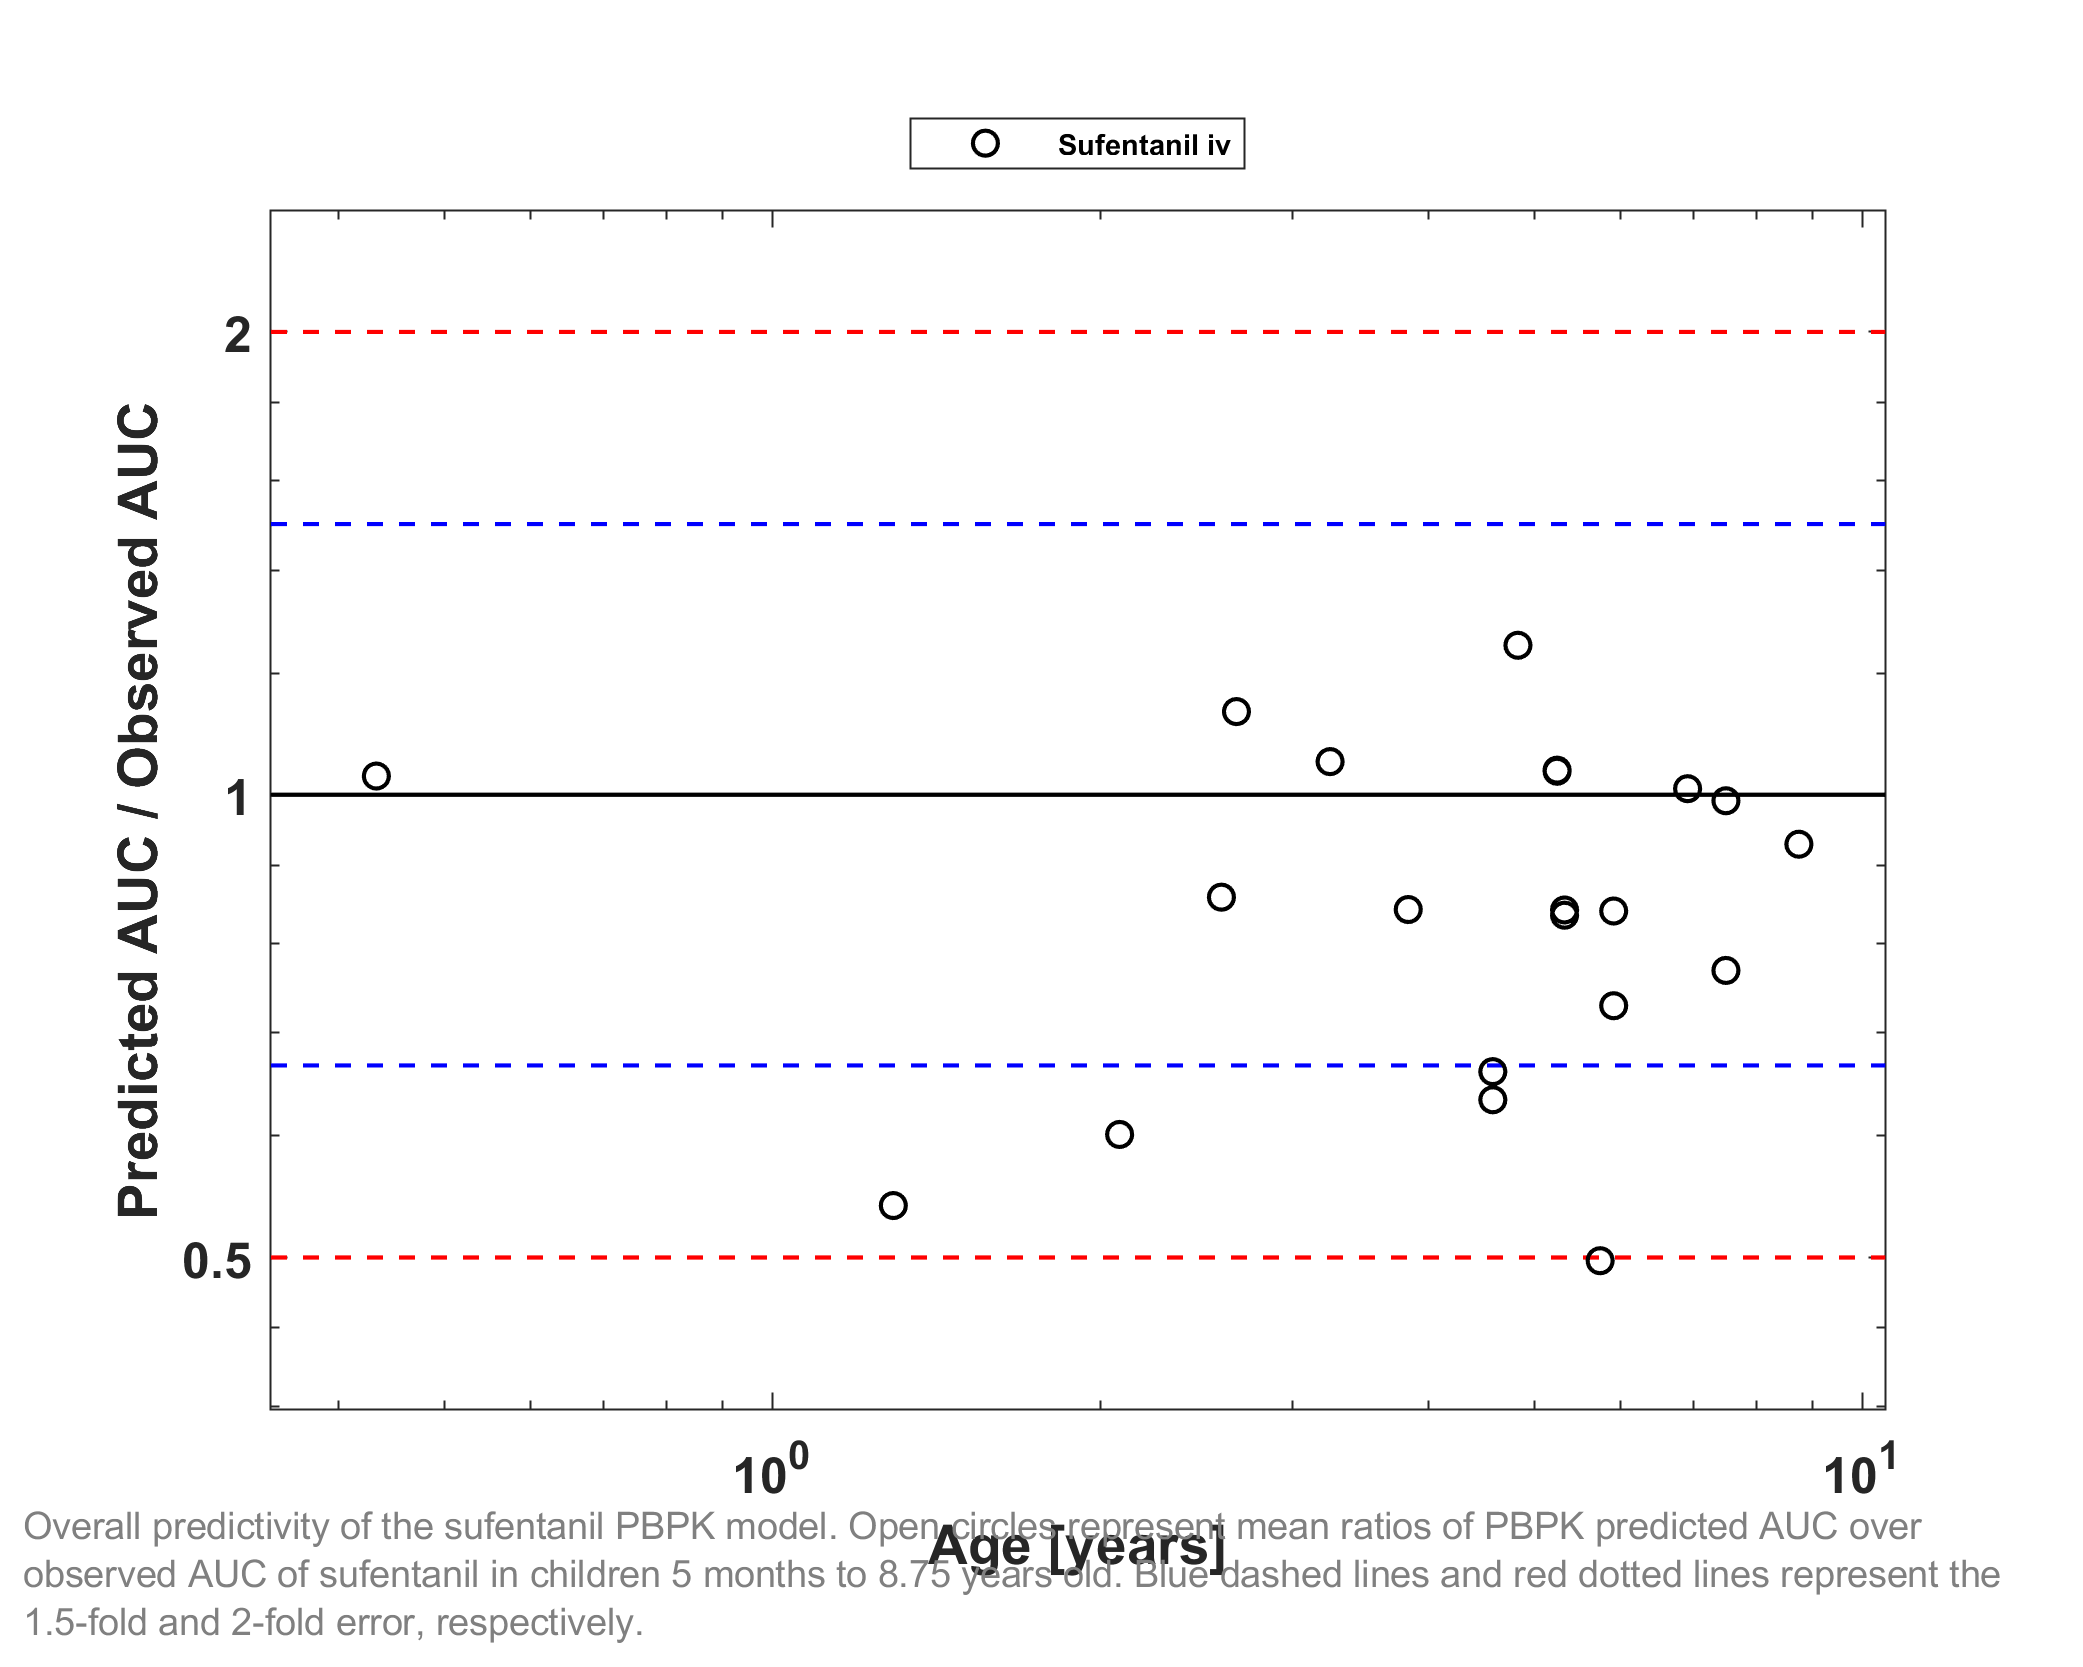 Sufentanil iv
Predicted AUC / Observed AUC
2
1
0.5
10^0
10^1
Age [years]
Overall predictivity of the sufentanil PBPK model. Open circles represent mean ratios of PBPK predicted AUC over
observed AUC of sufentanil in children 5 months to 8.75 years old. Blue dashed lines and red dotted lines represent the
1.5-fold and 2-fold error, respectively.